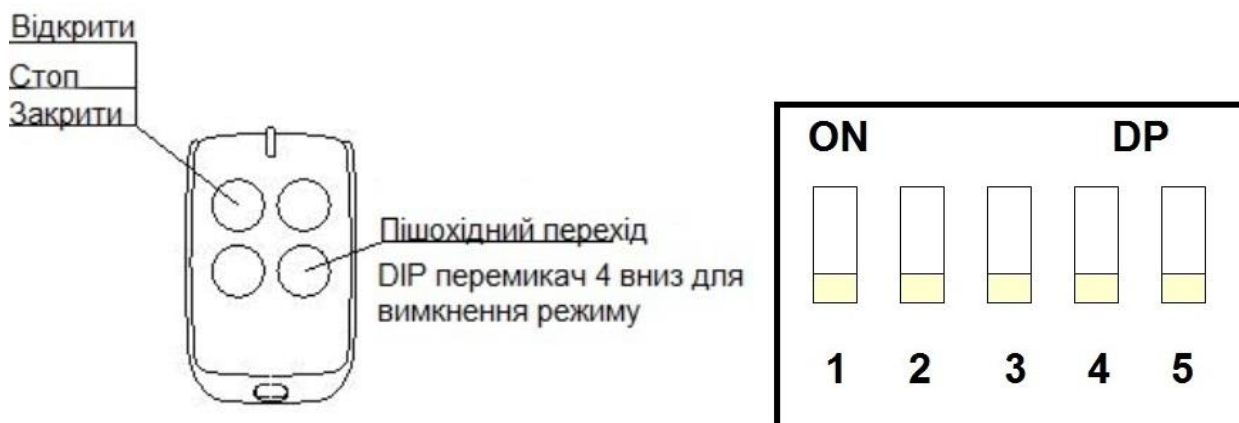 Відкрити
Стоп
Закрити
Пішохідний перехід
DIP перемикач 4 вниз для
вимкнення режиму
ON DP
1 2 3 4 5